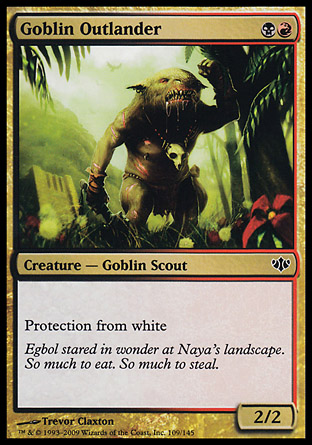 Goblin Outlander
Creature — Goblin Scout
Protection from white
Egbol stared in wonder at Naya's landscape.
So much to eat. So much to steal.
Trevor Claxton
™ & © 1993–2009 Wizards of the Coast, Inc. 109/145
2/2